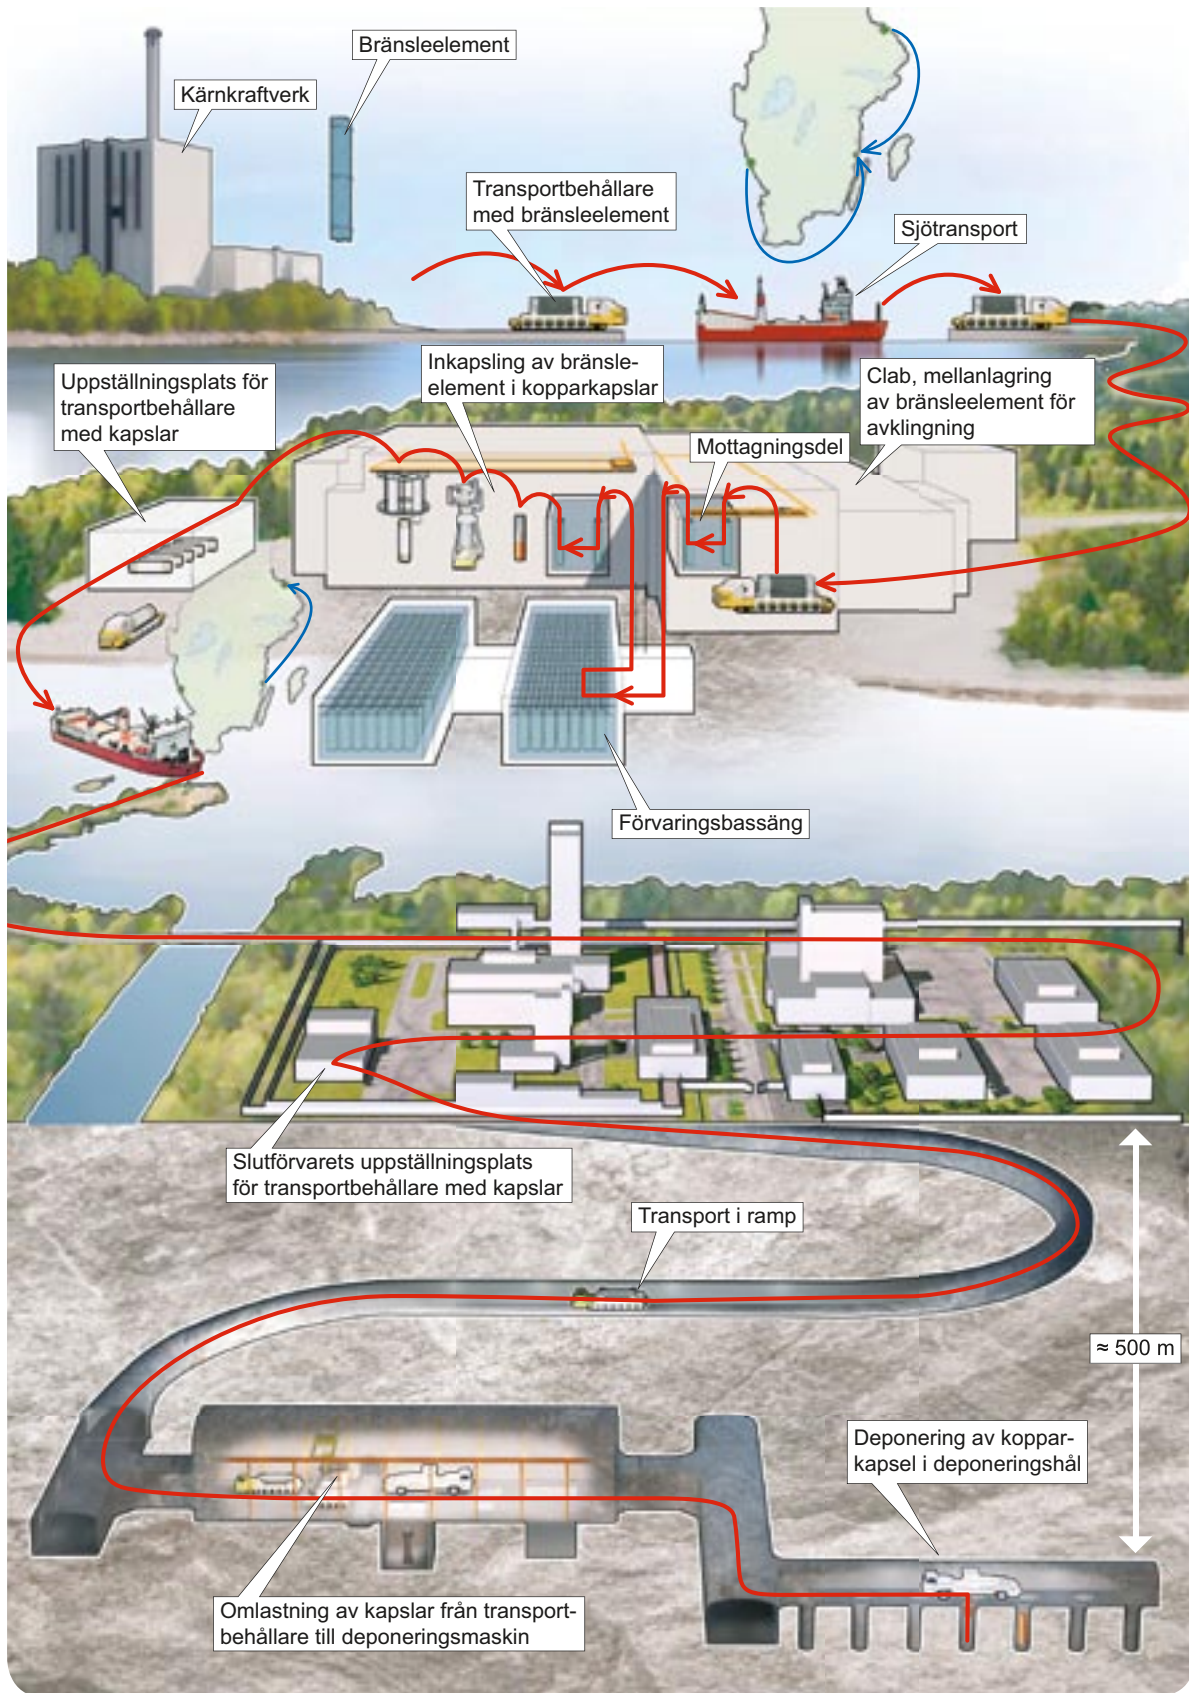 Bränsleelement
Kärnkraftverk
Transportbehållare
med bränsleelement
Sjötransport
Inkapsling av bränsle-
element i kopparkapslar
Uppställningsplats för
transportbehållare
med kapslar
Clab, mellanlagring
av bränsleelement för
avklingning
Mottagningsdel
Förvaringsbassäng
Slutförvarets uppställningsplats
för transportbehållare med kapslar
Transport i ramp
≈ 500 m
Deponering av koppar-
kapsel i deponeringshål
Omlastning av kapslar från transport-
behållare till deponeringsmaskin